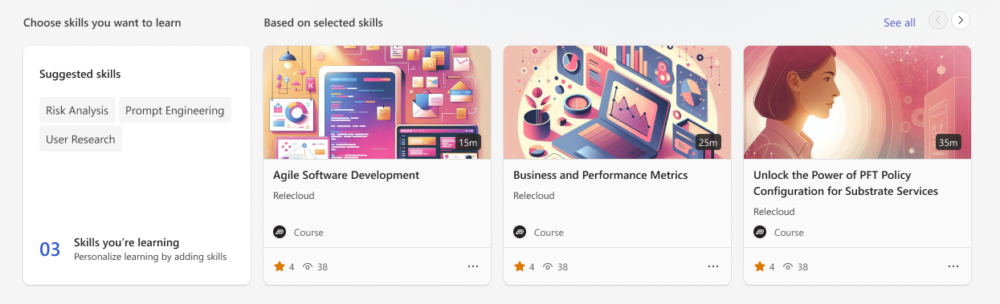 Choose skills you want to learn
Based on selected skills
See all
Suggested skills
Risk Analysis
Prompt Engineering
User Research
03
Skills you're learning
Personalize learning by adding skills
15m
Agile Software Development
Relecloud
Course
4
38
25m
Business and Performance Metrics
Relecloud
Course
4
38
35m
Unlock the Power of PFT Policy
Configuration for Substrate Services
Relecloud
Course
4
38